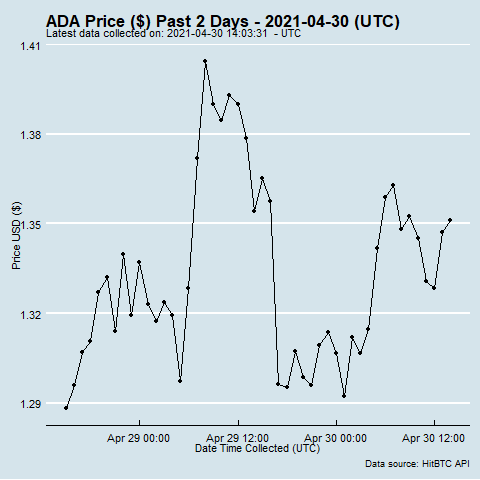 ADA Price ($) Past 2 Days - 2021-04-30 (UTC)
Latest data collected on: 2021-04-30 14:03:31  - UTC
1.41
1.38
1.35
1.32
1.29
Price USD ($)
Apr 29 00:00
Apr 29 12:00
Apr 30 00:00
Apr 30 12:00
Date Time Collected (UTC)
Data source: HitBTC API